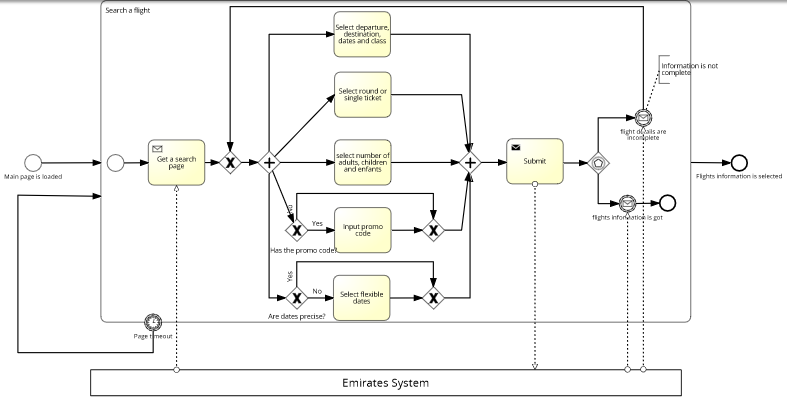 Search a flight
Select departure,
destination,
dates and class
Information is not
complete
Select round or
single ticket
flight details are
incomplete
Get a search
page
select number of
adults, children
and enfants
Submit
Main page is loaded
Flights information is selected
No
Yes
Input promo
code
flights information is got
Has the promo code?
Yes
No
Select flexible
dates
Are dates precise?
Page timeout
Emirates System